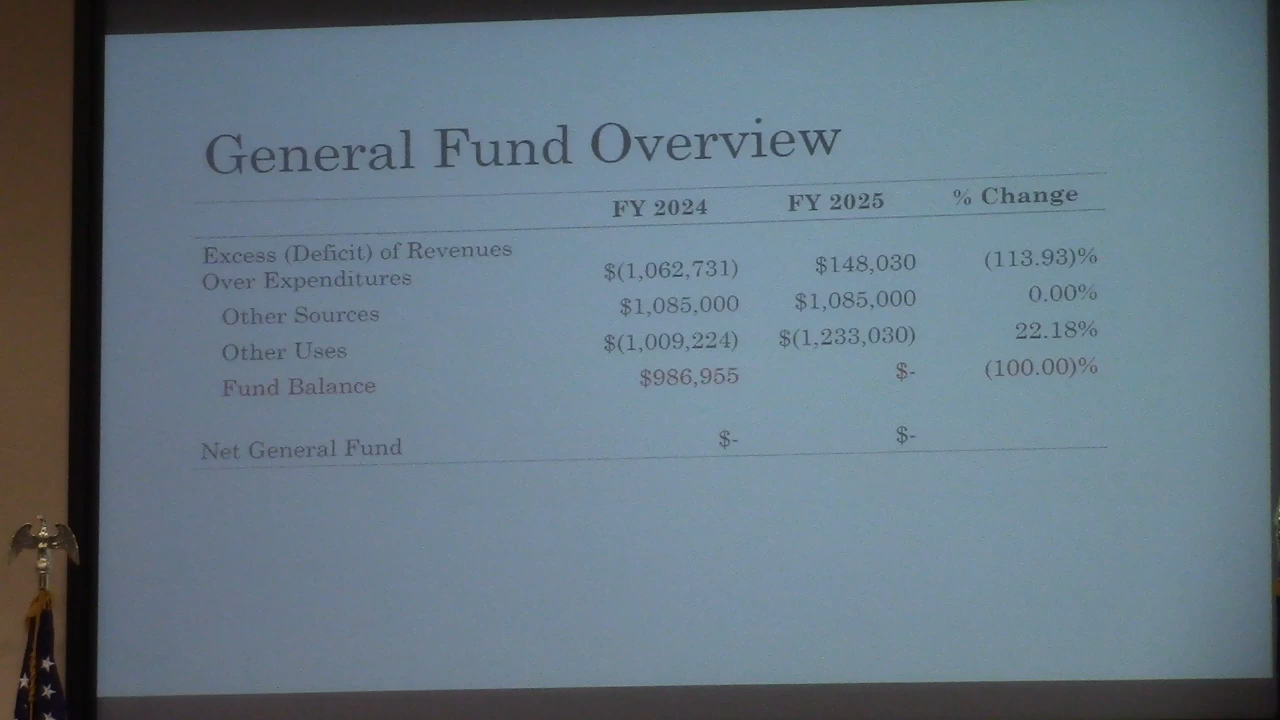 General Fund Overview
FY 2024 FY 2025 % Change
Excess (Deficit) of Revenues
Over Expenditures $(1,062,731) $148,030 (113.93)%
Other Sources $1,085,000 $1,085,000 0.00%
Other Uses $(1,009,224) $(1,233,030) 22.18%
Fund Balance $986,955 $- (100.00)%
Net General Fund $- $-